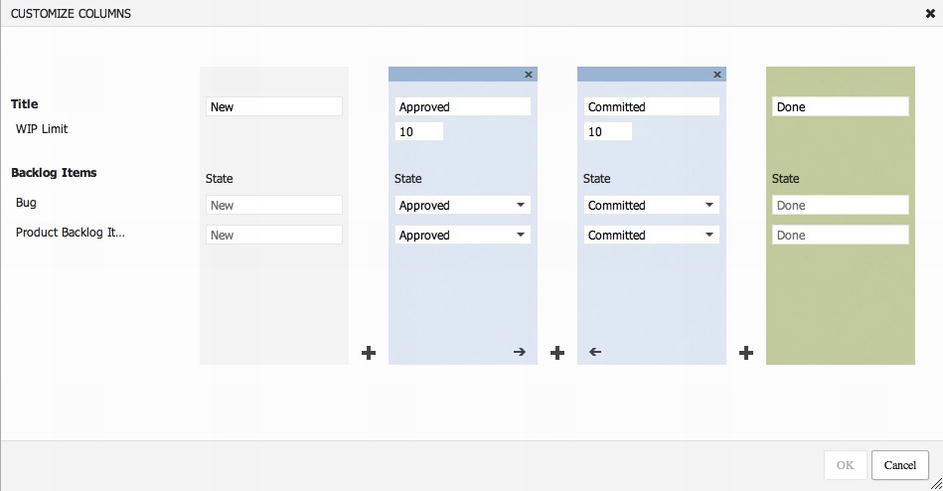 CUSTOMIZE COLUMNS
Title New Approved Committed Done
WIP Limit 10 10
Backlog Items State State State State
Bug New Approved Committed Done
Product Backlog It... New Approved Committed Done
OK Cancel